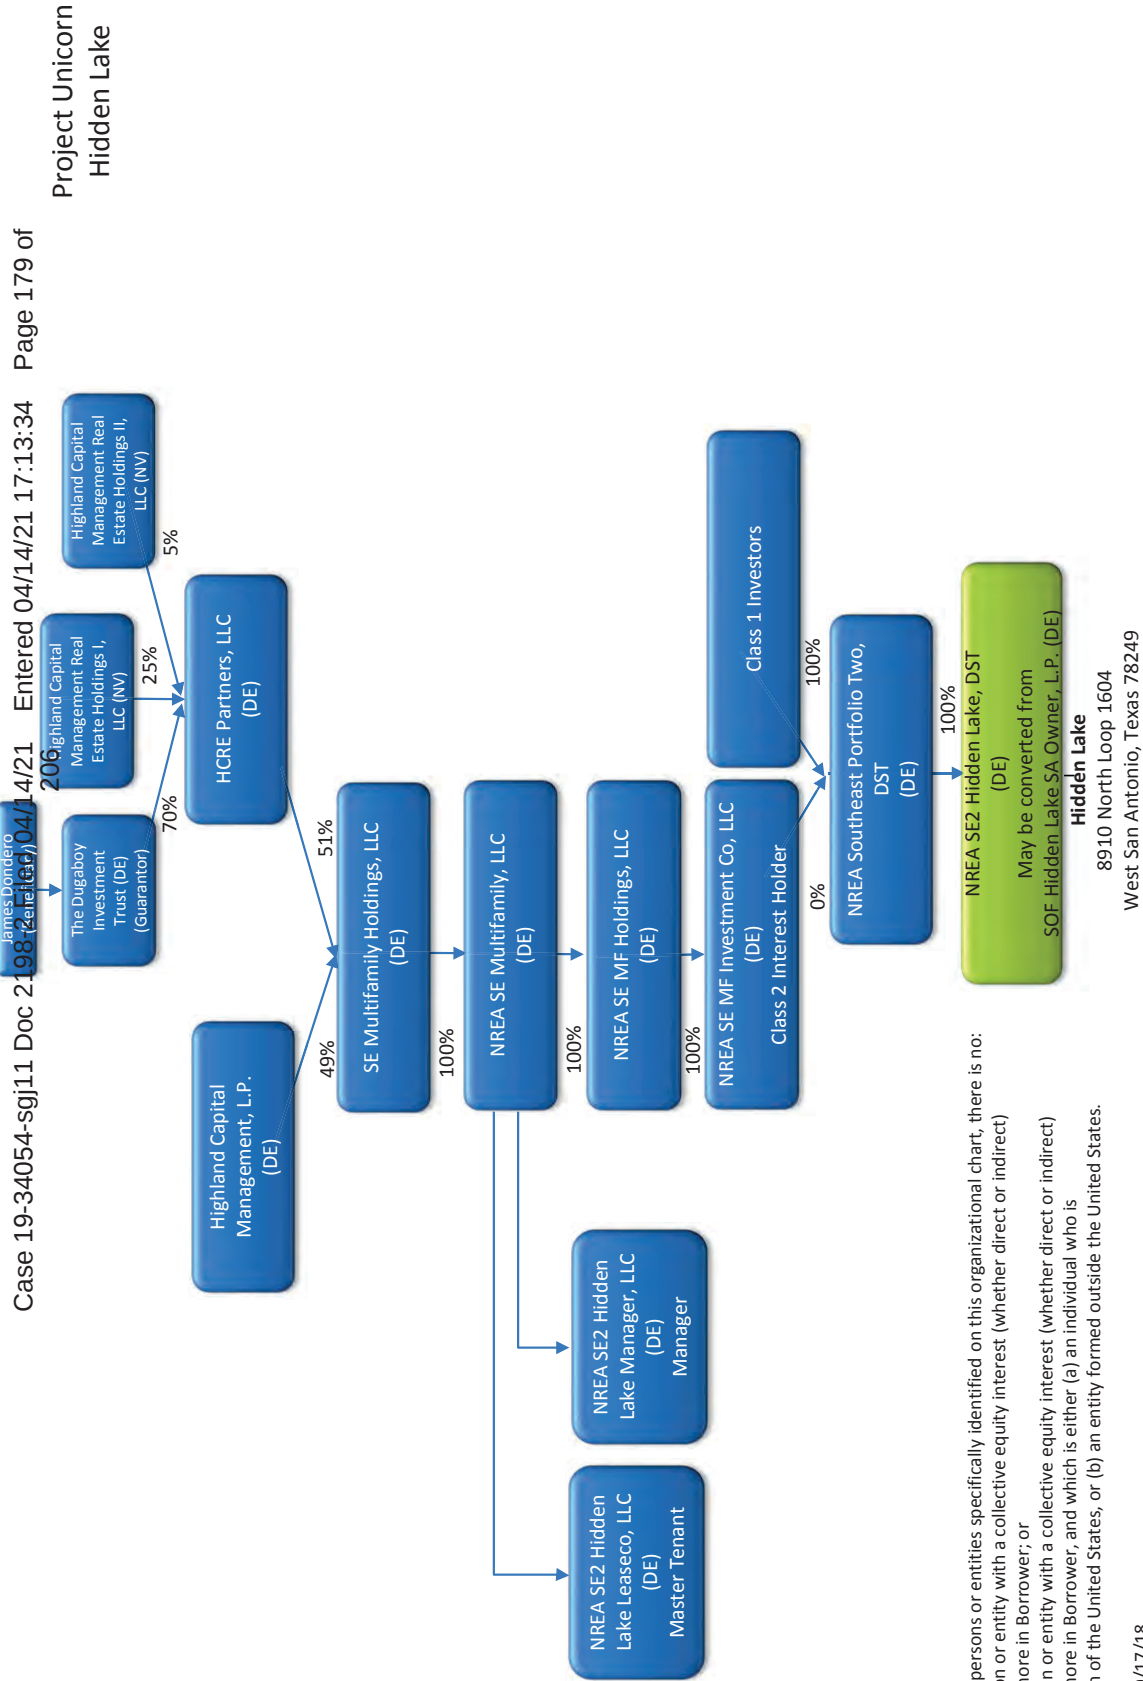 Case 19-34054-sgj11 Doc 2198-2 Filed 04/14/21 Entered 04/14/21 17:13:34 Page 179 of
206
Project Unicorn
Hidden Lake
James Dondero
(Beneficiary)
The Dugaboy
Investment
Trust (DE)
(Guarantor)
Highland Capital
Management Real
Estate Holdings I,
LLC (NV)
Highland Capital
Management Real
Estate Holdings II,
LLC (NV)
70%
25%
5%
Highland Capital
Management, L.P.
(DE)
HCRE Partners, LLC
(DE)
49%
51%
SE Multifamily Holdings, LLC
(DE)
100%
NREA SE Multifamily, LLC
(DE)
100%
NREA SE2 Hidden
Lake Leaseco, LLC
(DE)
Master Tenant
NREA SE2 Hidden
Lake Manager, LLC
(DE)
Manager
NREA SE MF Holdings, LLC
(DE)
100%
NREA SE MF Investment Co, LLC
(DE)
Class 2 Interest Holder
Class 1 Investors
0%
100%
NREA Southeast Portfolio Two,
DST
(DE)
100%
NREA SE2 Hidden Lake, DST
(DE)
May be converted from
SOF Hidden Lake SA Owner, L.P. (DE)
Hidden Lake
8910 North Loop 1604
West San Antonio, Texas 78249
persons or entities specifically identified on this organizational chart, there is no:
on or entity with a collective equity interest (whether direct or indirect)
more in Borrower; or
n or entity with a collective equity interest (whether direct or indirect)
more in Borrower, and which is either (a) an individual who is
n of the United States, or (b) an entity formed outside the United States.
/17/18